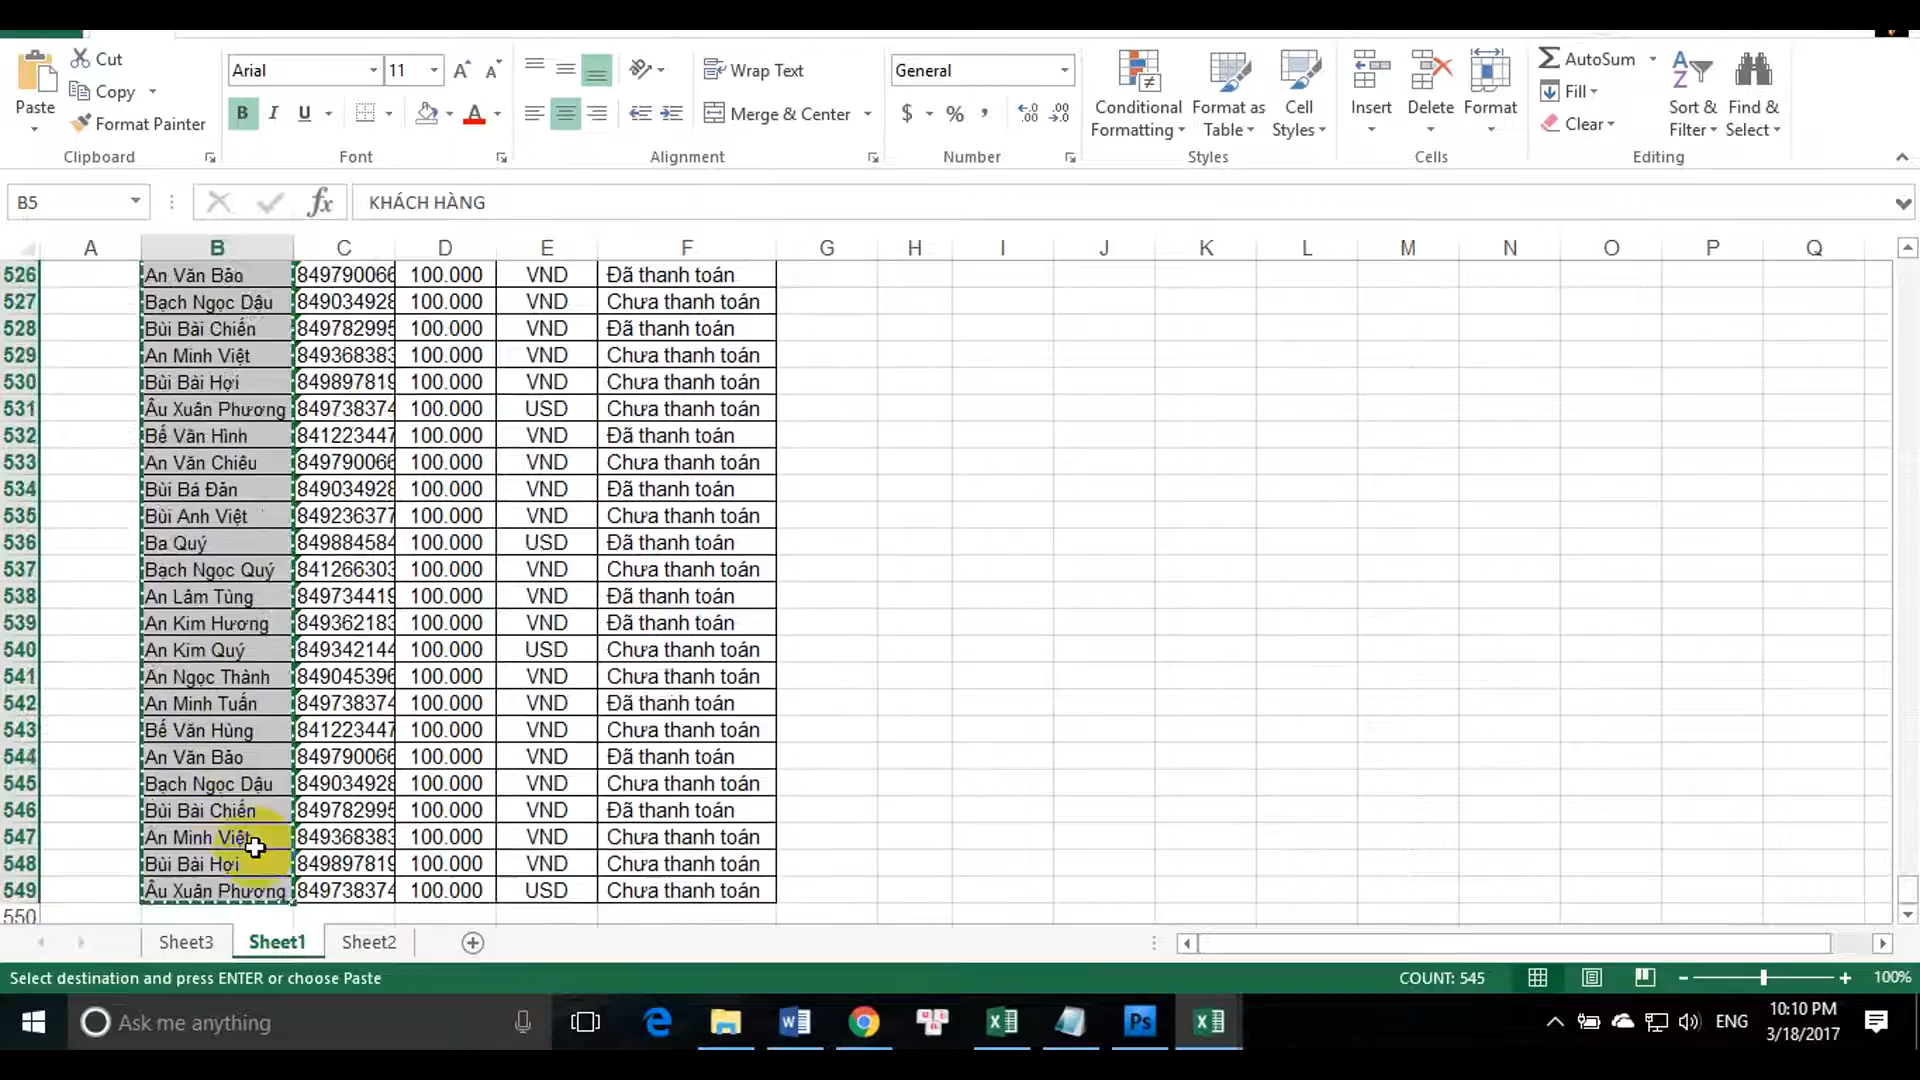 Cut
Copy
Format Painter
Paste
Clipboard
Arial 11
B I U
Font
Wrap Text
Merge & Center
Alignment
General
$ % ,
Number
Conditional Formatting
Format as Table
Cell Styles
Styles
Insert
Delete
Format
Cells
AutoSum
Fill
Clear
Sort & Filter
Find & Select
Editing
B5 fx KHÁCH HÀNG
A B C D E F G H I J K L M N O P Q
526 An Văn Bảo 849790066 100.000 VND Đã thanh toán
527 Bạch Ngọc Dậu 849034928 100.000 VND Chưa thanh toán
528 Bùi Bài Chiến 849782995 100.000 VND Đã thanh toán
529 An Minh Việt 849368383 100.000 VND Chưa thanh toán
530 Bùi Bài Hợi 849897819 100.000 VND Chưa thanh toán
531 Âu Xuân Phương 849738374 100.000 USD Chưa thanh toán
532 Bế Văn Hình 841223447 100.000 VND Đã thanh toán
533 An Văn Chiêu 849790066 100.000 VND Chưa thanh toán
534 Bùi Bá Đăn 849034928 100.000 VND Đã thanh toán
535 Bùi Anh Việt 849236377 100.000 VND Chưa thanh toán
536 Ba Quý 849884584 100.000 USD Đã thanh toán
537 Bạch Ngọc Quý 841266303 100.000 VND Chưa thanh toán
538 An Lâm Tùng 849734419 100.000 VND Đã thanh toán
539 An Kim Hương 849362183 100.000 VND Đã thanh toán
540 An Kim Quý 849342144 100.000 USD Chưa thanh toán
541 An Ngọc Thành 849045396 100.000 VND Chưa thanh toán
542 An Minh Tuấn 849738374 100.000 VND Đã thanh toán
543 Bế Văn Hùng 841223447 100.000 VND Chưa thanh toán
544 An Văn Bảo 849790066 100.000 VND Đã thanh toán
545 Bạch Ngọc Dậu 849034928 100.000 VND Chưa thanh toán
546 Bùi Bài Chiến 849782995 100.000 VND Đã thanh toán
547 An Minh Việt 849368383 100.000 VND Chưa thanh toán
548 Bùi Bài Hợi 849897819 100.000 VND Chưa thanh toán
549 Âu Xuân Phương 849738374 100.000 USD Chưa thanh toán
550
Sheet3 Sheet1 Sheet2
Select destination and press ENTER or choose Paste COUNT: 545 100%
Ask me anything ENG 10:10 PM
3/18/2017